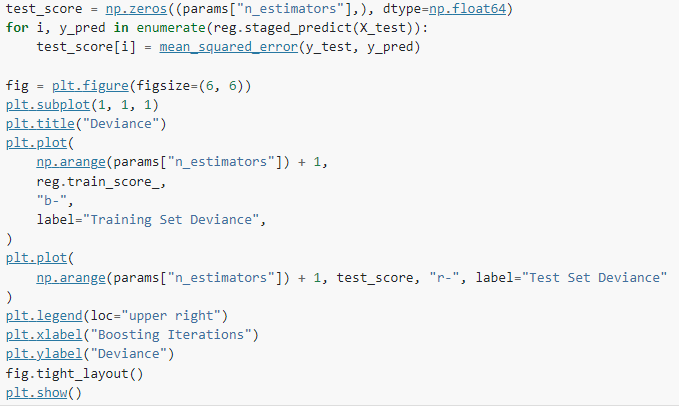 test_score = np.zeros((params["n_estimators"],), dtype=np.float64)
for i, y_pred in enumerate(reg.staged_predict(X_test)):
    test_score[i] = mean_squared_error(y_test, y_pred)

fig = plt.figure(figsize=(6, 6))
plt.subplot(1, 1, 1)
plt.title("Deviance")
plt.plot(
    np.arange(params["n_estimators"]) + 1,
    reg.train_score_,
    "b-",
    label="Training Set Deviance",
)
plt.plot(
    np.arange(params["n_estimators"]) + 1, test_score, "r-", label="Test Set Deviance"
)
plt.legend(loc="upper right")
plt.xlabel("Boosting Iterations")
plt.ylabel("Deviance")
fig.tight_layout()
plt.show()